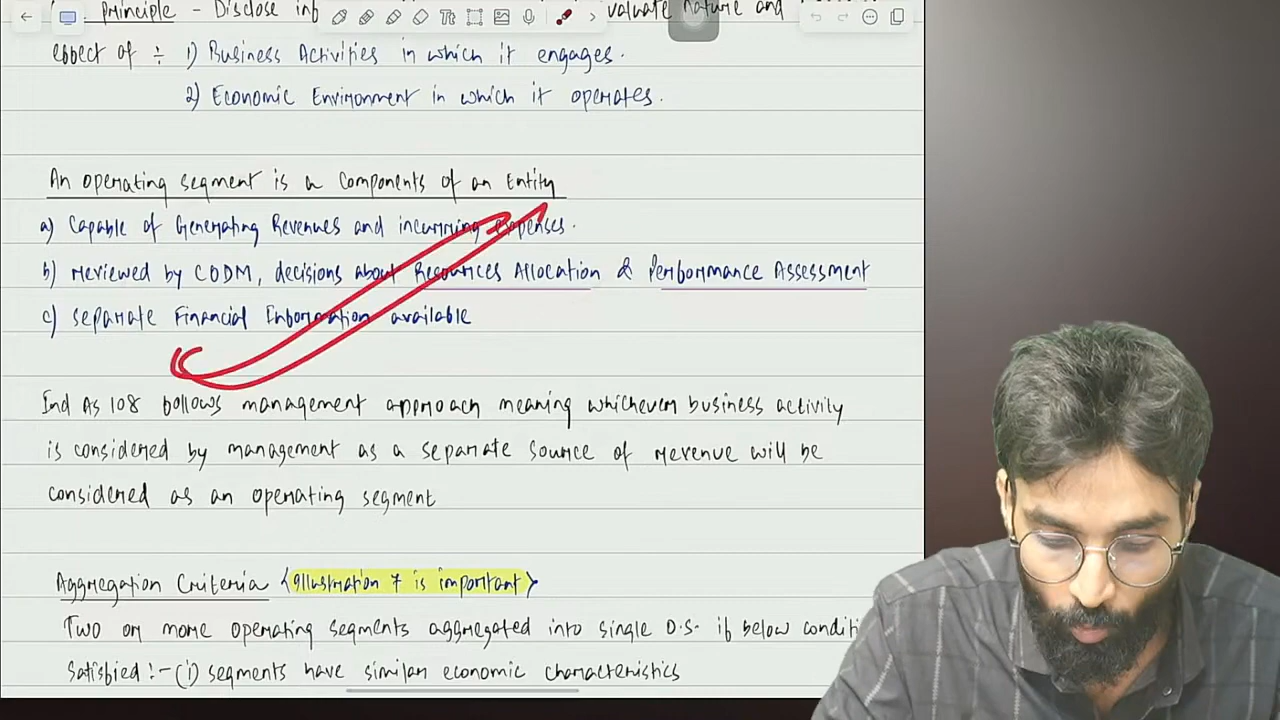 Principle - Disclose inf valuate nature and
effect of ÷ 1) Business Activities in which it engages.
2) Economic Environment in which it operates.
An operating segment is a Components of an Entity
a) Capable of Generating Revenues and incurring expenses.
b) reviewed by CODM, decisions about Resources Allocation & Performance Assessment
c) separate Financial Information available
Ind As 108 follows management approach meaning whichever business activity
is considered by management as a separate source of revenue will be
considered as an operating segment
Aggregation Criteria {Illustration 7 is important}
Two or more operating segments aggregated into single O.S. if below conditi
Satisfied :- (i) segments have similar economic characteristics